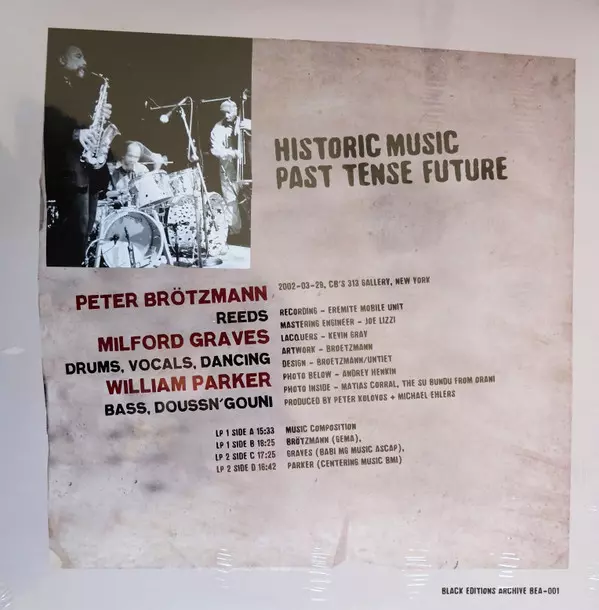 HISTORIC MUSIC
PAST TENSE FUTURE
PETER BRÖTZMANN
REEDS
MILFORD GRAVES
DRUMS, VOCALS, DANCING
WILLIAM PARKER
BASS, DOUSSN'GOUNI
2002-03-29, CB'S 313 GALLERY, NEW YORK
RECORDING – EREMITE MOBILE UNIT
MASTERING ENGINEER – JOE LIZZI
LACQUERS – KEVIN GRAY
ARTWORK – BROETZMANN
DESIGN – BROETZMANN/UNTIET
PHOTO BELOW – ANDREY HENKIN
PHOTO INSIDE – MATIAS CORRAL, THE SU BUNDU FROM ORANI
PRODUCED BY PETER KOLOVOS + MICHAEL EHLERS
LP 1 SIDE A 15:33
LP 1 SIDE B 18:25
LP 2 SIDE C 17:25
LP 2 SIDE D 16:42
MUSIC COMPOSITION
BRÖTZMANN (GEMA),
GRAVES (BABI MG MUSIC ASCAP),
PARKER (CENTERING MUSIC BMI)
BLACK EDITIONS ARCHIVE BEA-001